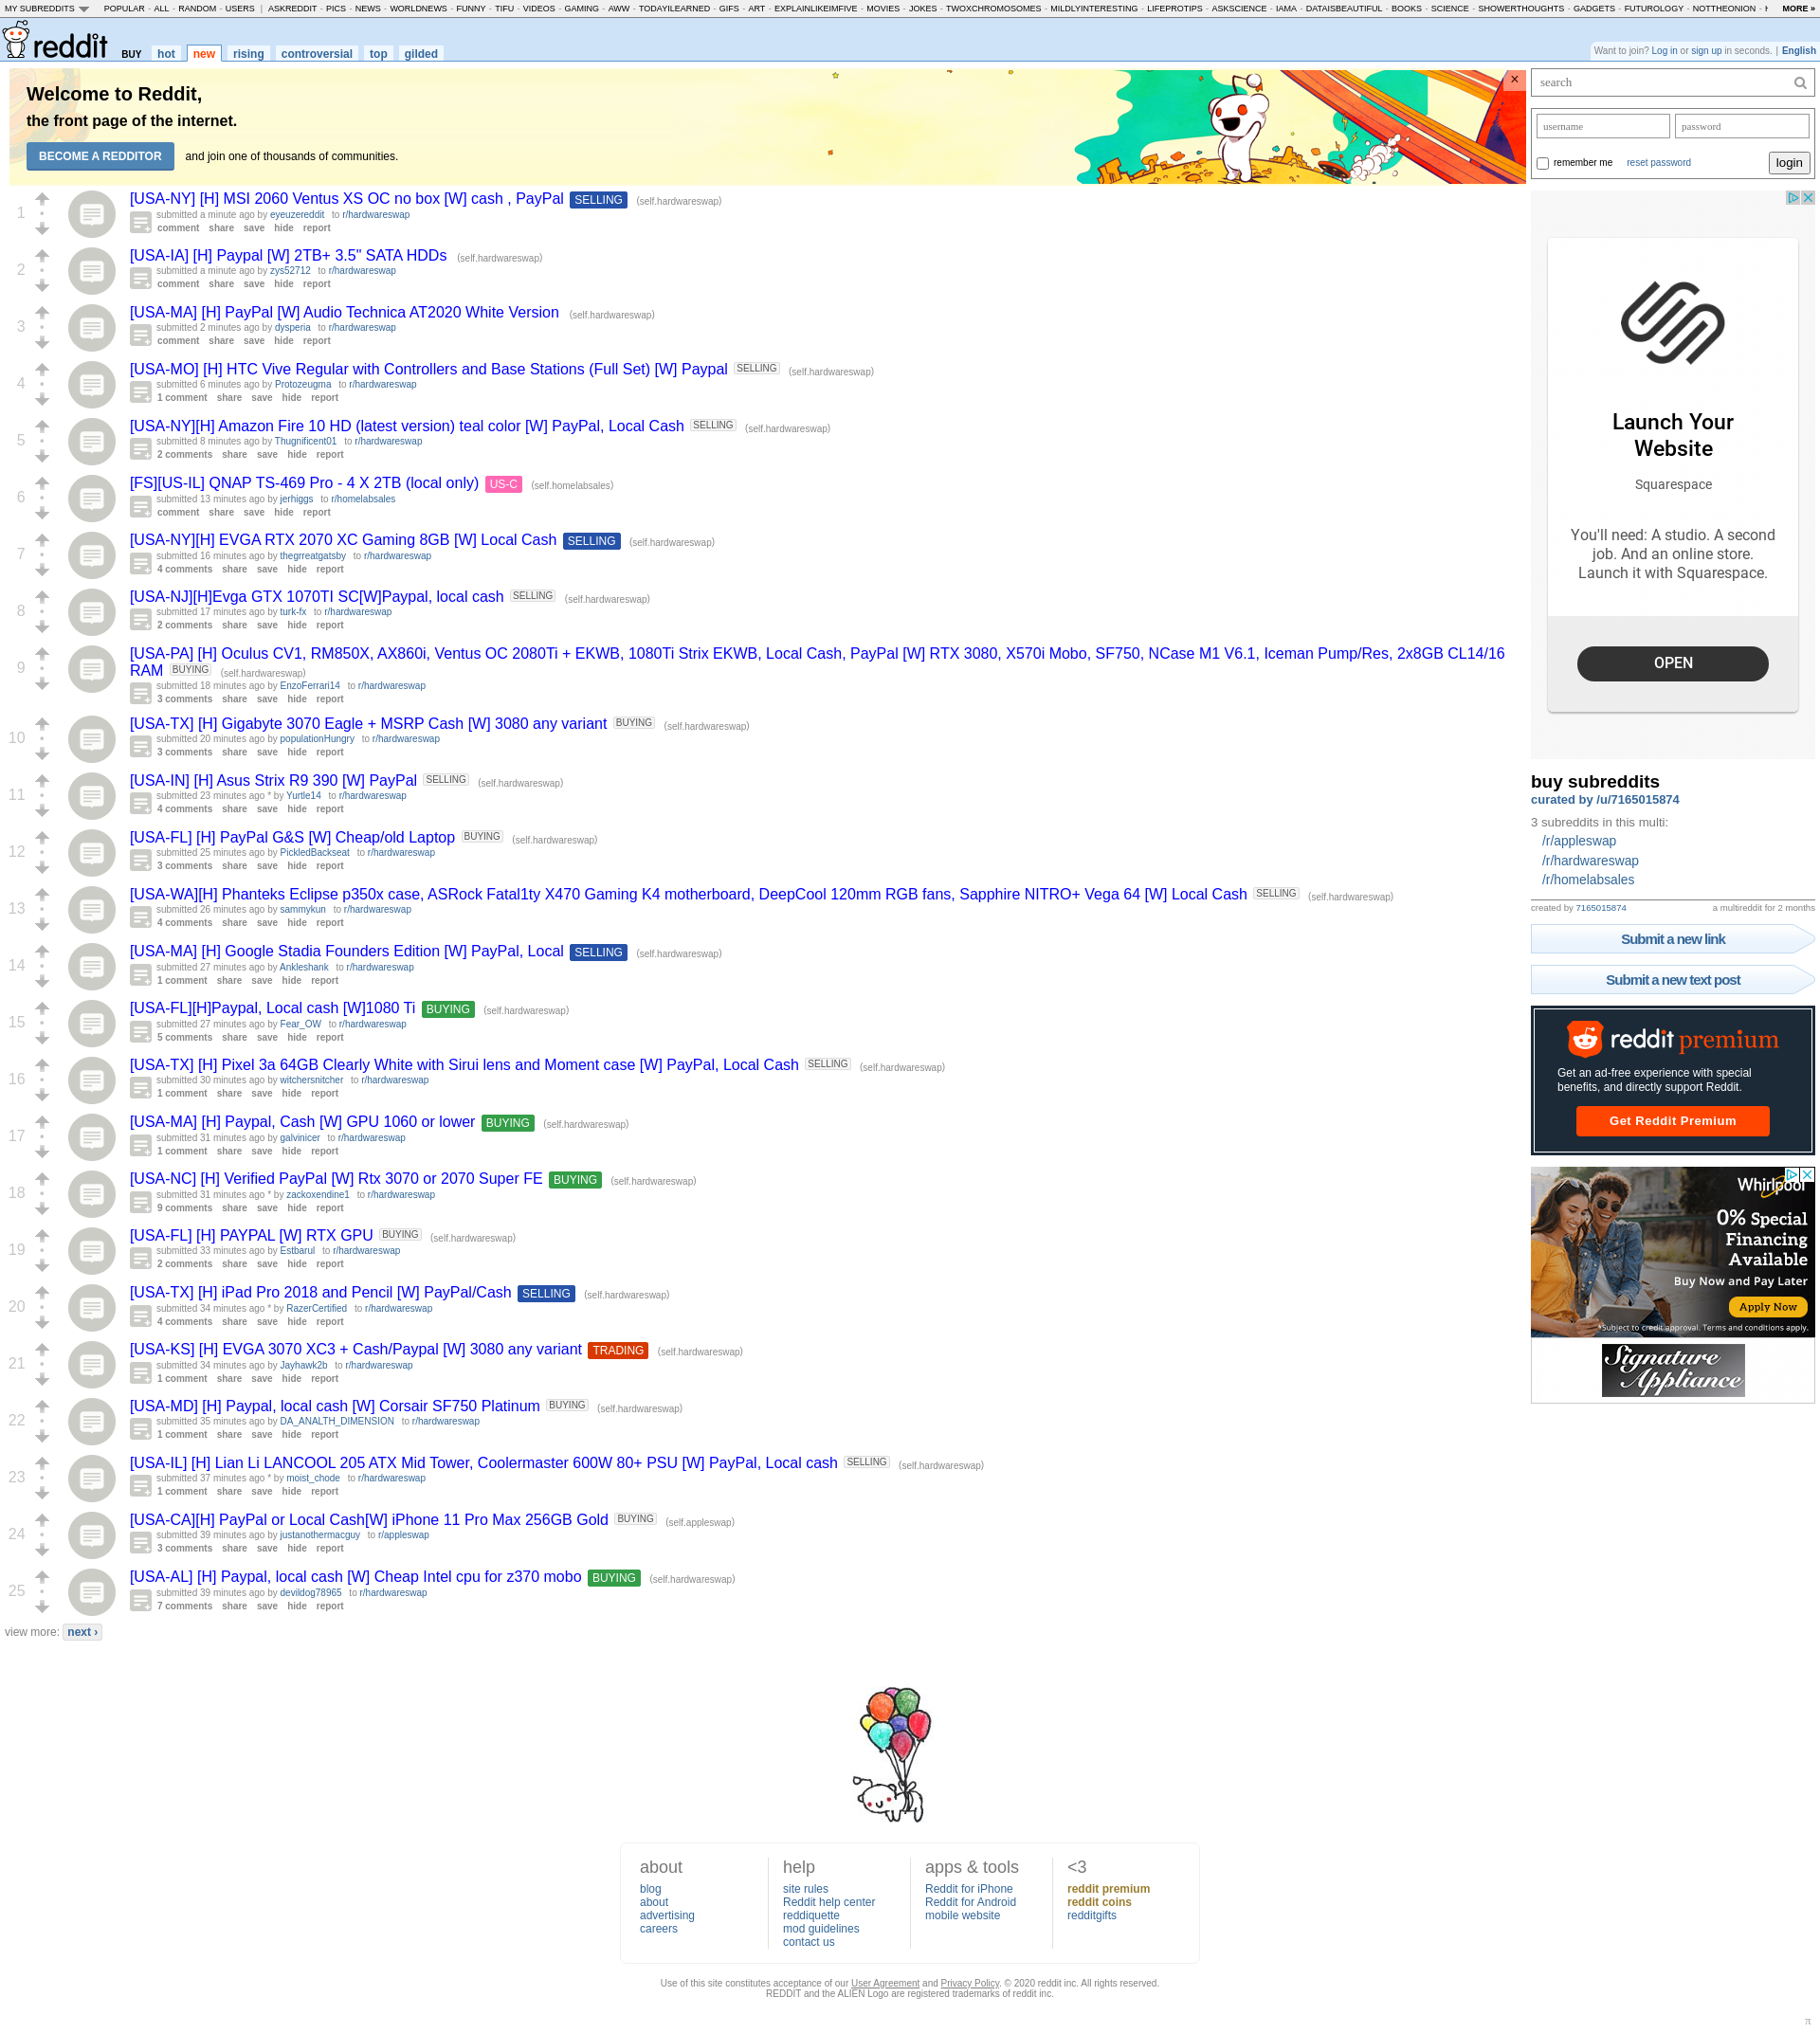 MY SUBREDDITS POPULAR - ALL - RANDOM - USERS | ASKREDDIT - PICS - NEWS - WORLDNEWS - FUNNY - TIFU - VIDEOS - GAMING - AWW - TODAYILEARNED - GIFS - ART - EXPLAINLIKEIMFIVE - MOVIES - JOKES - TWOXCHROMOSOMES - MILDLYINTERESTING - LIFEPROTIPS - ASKSCIENCE - IAMA - DATAISBEAUTIFUL - BOOKS - SCIENCE - SHOWERTHOUGHTS - GADGETS - FUTUROLOGY - NOTTHEONION - MORE »
reddit BUY hot new rising controversial top gilded
Want to join? Log in or sign up in seconds. | English
Welcome to Reddit,
the front page of the internet.
BECOME A REDDITOR and join one of thousands of communities.
×
1
[USA-NY] [H] MSI 2060 Ventus XS OC no box [W] cash , PayPal SELLING (self.hardwareswap)
submitted a minute ago by eyeuzereddit to r/hardwareswap
comment share save hide report
2
[USA-IA] [H] Paypal [W] 2TB+ 3.5" SATA HDDs (self.hardwareswap)
submitted a minute ago by zys52712 to r/hardwareswap
comment share save hide report
3
[USA-MA] [H] PayPal [W] Audio Technica AT2020 White Version (self.hardwareswap)
submitted 2 minutes ago by dysperia to r/hardwareswap
comment share save hide report
4
[USA-MO] [H] HTC Vive Regular with Controllers and Base Stations (Full Set) [W] Paypal SELLING (self.hardwareswap)
submitted 6 minutes ago by Protozeugma to r/hardwareswap
1 comment share save hide report
5
[USA-NY][H] Amazon Fire 10 HD (latest version) teal color [W] PayPal, Local Cash SELLING (self.hardwareswap)
submitted 8 minutes ago by Thugnificent01 to r/hardwareswap
2 comments share save hide report
6
[FS][US-IL] QNAP TS-469 Pro - 4 X 2TB (local only) US-C (self.homelabsales)
submitted 13 minutes ago by jerhiggs to r/homelabsales
comment share save hide report
7
[USA-NY][H] EVGA RTX 2070 XC Gaming 8GB [W] Local Cash SELLING (self.hardwareswap)
submitted 16 minutes ago by thegrreatgatsby to r/hardwareswap
4 comments share save hide report
8
[USA-NJ][H]Evga GTX 1070TI SC[W]Paypal, local cash SELLING (self.hardwareswap)
submitted 17 minutes ago by turk-fx to r/hardwareswap
2 comments share save hide report
9
[USA-PA] [H] Oculus CV1, RM850X, AX860i, Ventus OC 2080Ti + EKWB, 1080Ti Strix EKWB, Local Cash, PayPal [W] RTX 3080, X570i Mobo, SF750, NCase M1 V6.1, Iceman Pump/Res, 2x8GB CL14/16
RAM BUYING (self.hardwareswap)
submitted 18 minutes ago by EnzoFerrari14 to r/hardwareswap
3 comments share save hide report
10
[USA-TX] [H] Gigabyte 3070 Eagle + MSRP Cash [W] 3080 any variant BUYING (self.hardwareswap)
submitted 20 minutes ago by populationHungry to r/hardwareswap
3 comments share save hide report
11
[USA-IN] [H] Asus Strix R9 390 [W] PayPal SELLING (self.hardwareswap)
submitted 23 minutes ago * by Yurtle14 to r/hardwareswap
4 comments share save hide report
12
[USA-FL] [H] PayPal G&S [W] Cheap/old Laptop BUYING (self.hardwareswap)
submitted 25 minutes ago by PickledBackseat to r/hardwareswap
3 comments share save hide report
13
[USA-WA][H] Phanteks Eclipse p350x case, ASRock Fatal1ty X470 Gaming K4 motherboard, DeepCool 120mm RGB fans, Sapphire NITRO+ Vega 64 [W] Local Cash SELLING (self.hardwareswap)
submitted 26 minutes ago by sammykun to r/hardwareswap
4 comments share save hide report
14
[USA-MA] [H] Google Stadia Founders Edition [W] PayPal, Local SELLING (self.hardwareswap)
submitted 27 minutes ago by Ankleshank to r/hardwareswap
1 comment share save hide report
15
[USA-FL][H]Paypal, Local cash [W]1080 Ti BUYING (self.hardwareswap)
submitted 27 minutes ago by Fear_OW to r/hardwareswap
5 comments share save hide report
16
[USA-TX] [H] Pixel 3a 64GB Clearly White with Sirui lens and Moment case [W] PayPal, Local Cash SELLING (self.hardwareswap)
submitted 30 minutes ago by witchersnitcher to r/hardwareswap
1 comment share save hide report
17
[USA-MA] [H] Paypal, Cash [W] GPU 1060 or lower BUYING (self.hardwareswap)
submitted 31 minutes ago by galvinicer to r/hardwareswap
1 comment share save hide report
18
[USA-NC] [H] Verified PayPal [W] Rtx 3070 or 2070 Super FE BUYING (self.hardwareswap)
submitted 31 minutes ago * by zackoxendine1 to r/hardwareswap
9 comments share save hide report
19
[USA-FL] [H] PAYPAL [W] RTX GPU BUYING (self.hardwareswap)
submitted 33 minutes ago by Estbarul to r/hardwareswap
2 comments share save hide report
20
[USA-TX] [H] iPad Pro 2018 and Pencil [W] PayPal/Cash SELLING (self.hardwareswap)
submitted 34 minutes ago * by RazerCertified to r/hardwareswap
4 comments share save hide report
21
[USA-KS] [H] EVGA 3070 XC3 + Cash/Paypal [W] 3080 any variant TRADING (self.hardwareswap)
submitted 34 minutes ago by Jayhawk2b to r/hardwareswap
1 comment share save hide report
22
[USA-MD] [H] Paypal, local cash [W] Corsair SF750 Platinum BUYING (self.hardwareswap)
submitted 35 minutes ago by DA_ANALTH_DIMENSION to r/hardwareswap
1 comment share save hide report
23
[USA-IL] [H] Lian Li LANCOOL 205 ATX Mid Tower, Coolermaster 600W 80+ PSU [W] PayPal, Local cash SELLING (self.hardwareswap)
submitted 37 minutes ago * by moist_chode to r/hardwareswap
1 comment share save hide report
24
[USA-CA][H] PayPal or Local Cash[W] iPhone 11 Pro Max 256GB Gold BUYING (self.appleswap)
submitted 39 minutes ago by justanothermacguy to r/appleswap
3 comments share save hide report
25
[USA-AL] [H] Paypal, local cash [W] Cheap Intel cpu for z370 mobo BUYING (self.hardwareswap)
submitted 39 minutes ago by devildog78965 to r/hardwareswap
7 comments share save hide report
view more: next ›
search
username password
remember me reset password login
Launch Your
Website
Squarespace
You'll need: A studio. A second
job. And an online store.
Launch it with Squarespace.
OPEN
buy subreddits
curated by /u/7165015874
3 subreddits in this multi:
/r/appleswap
/r/hardwareswap
/r/homelabsales
created by 7165015874 a multireddit for 2 months
Submit a new link
Submit a new text post
reddit premium
Get an ad-free experience with special
benefits, and directly support Reddit.
Get Reddit Premium
Whirlpool
0% Special
Financing
Available
Buy Now and Pay Later
Apply Now
*Subject to credit approval. Terms and conditions apply.
Signature
Appliance
about
blog
about
advertising
careers
help
site rules
Reddit help center
reddiquette
mod guidelines
contact us
apps & tools
Reddit for iPhone
Reddit for Android
mobile website
<3
reddit premium
reddit coins
redditgifts
Use of this site constitutes acceptance of our User Agreement and Privacy Policy. © 2020 reddit inc. All rights reserved.
REDDIT and the ALIEN Logo are registered trademarks of reddit inc.
π